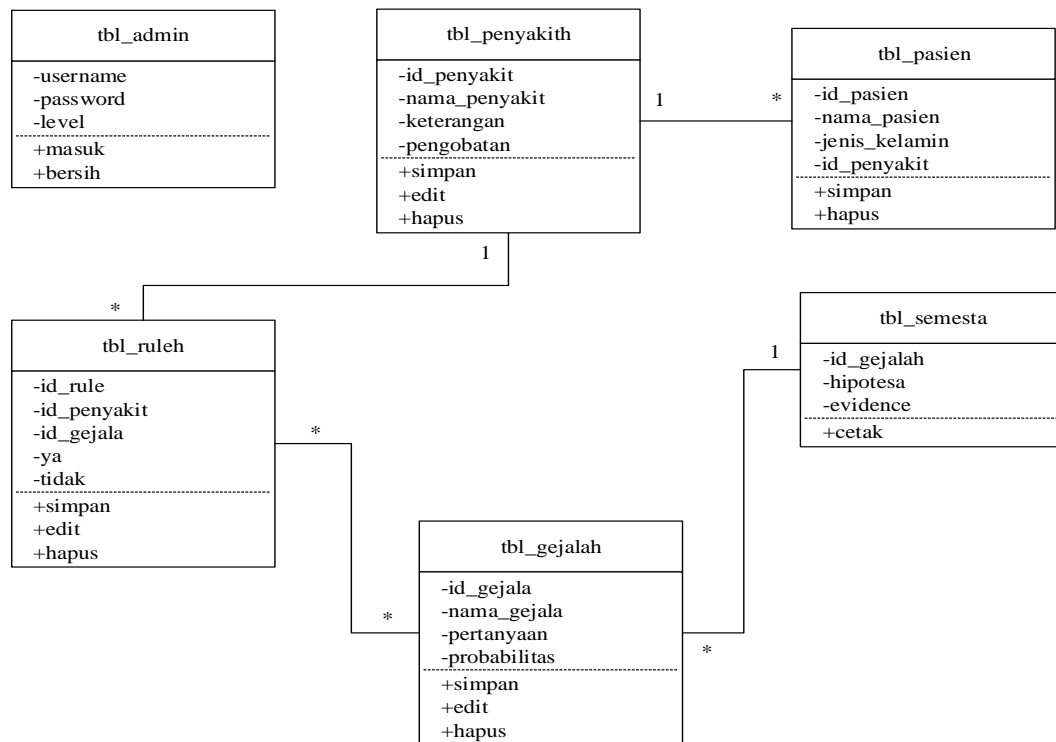 tbl_admin
-username
-password
-level
+masuk
+bersih
tbl_penyakith
-id_penyakit
-nama_penyakit
-keterangan
-pengobatan
+simpan
+edit
+hapus
1
*
tbl_pasien
-id_pasien
-nama_pasien
-jenis_kelamin
-id_penyakit
+simpan
+hapus
1
*
tbl_ruleh
-id_rule
-id_penyakit
-id_gejala
-ya
-tidak
+simpan
+edit
+hapus
*
*
tbl_semesta
-id_gejalah
-hipotesa
-evidence
+cetak
1
*
tbl_gejalah
-id_gejala
-nama_gejala
-pertanyaan
-probabilitas
+simpan
+edit
+hapus